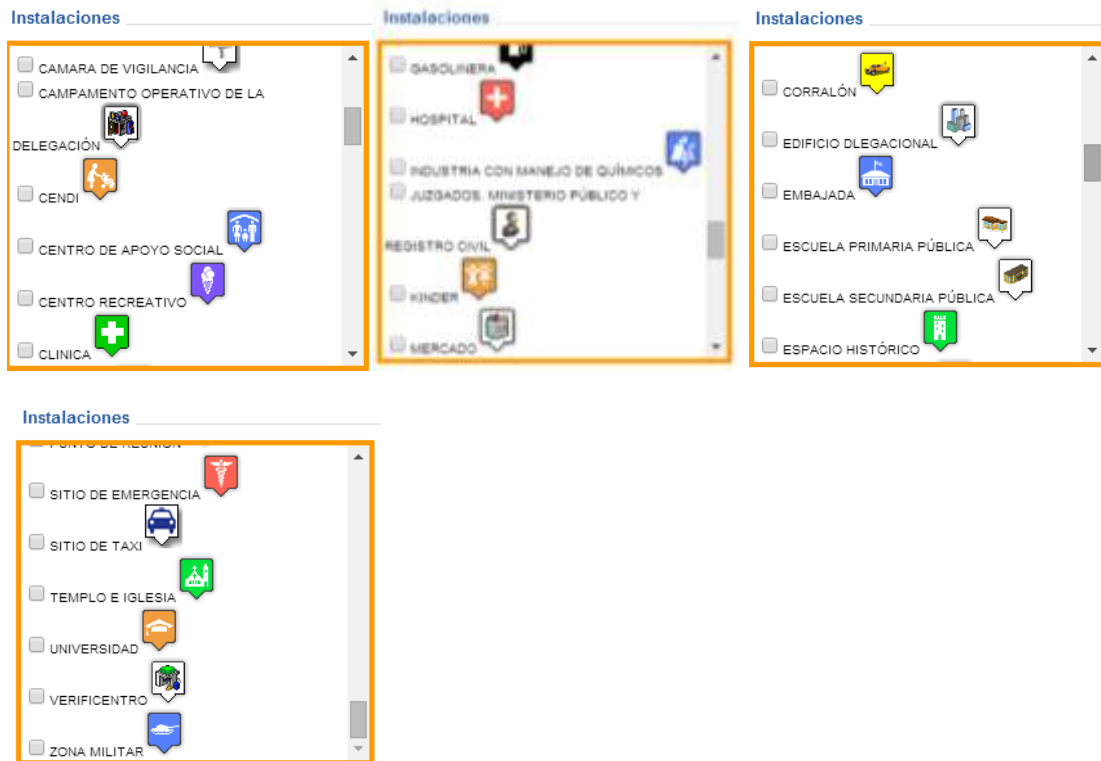 Instalaciones
CAMARA DE VIGILANCIA
CAMPAMENTO OPERATIVO DE LA
DELEGACIÓN
CENDI
CENTRO DE APOYO SOCIAL
CENTRO RECREATIVO
CLINICA
Instalaciones
GASOLINERA
HOSPITAL
INDUSTRIA CON MANEJO DE QUÍMICOS
JUZGADOS, MINISTERIO PÚBLICO Y
REGISTRO CIVIL
KINDER
MERCADO
Instalaciones
CORRALÓN
EDIFICIO DLEGACIONAL
EMBAJADA
ESCUELA PRIMARIA PÚBLICA
ESCUELA SECUNDARIA PÚBLICA
ESPACIO HISTÓRICO
Instalaciones
PUNTO DE REUNIÓN
SITIO DE EMERGENCIA
SITIO DE TAXI
TEMPLO E IGLESIA
UNIVERSIDAD
VERIFICENTRO
ZONA MILITAR